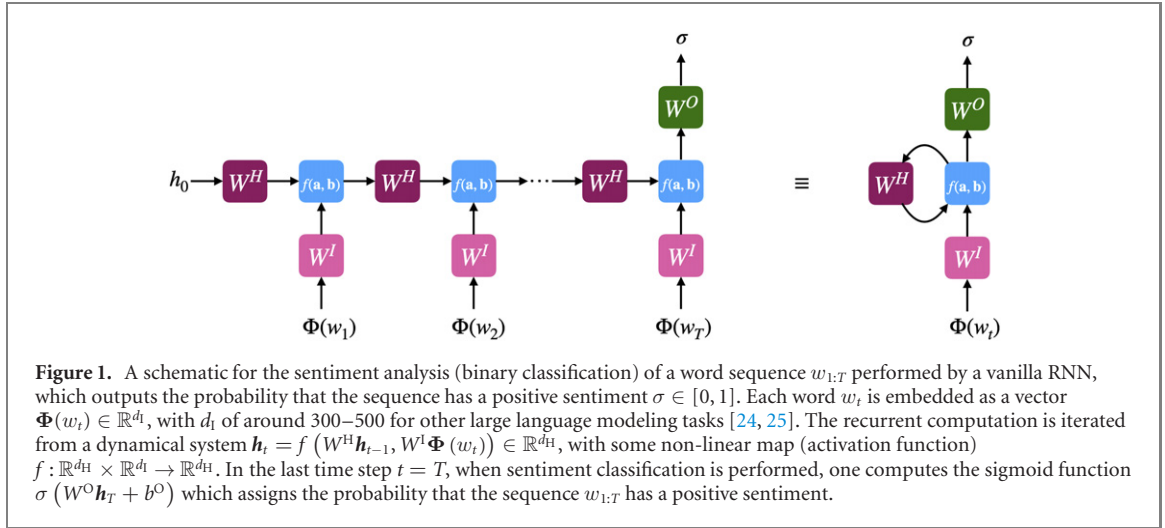 σ σ
W^O W^O
h_0 W^H f(a, b) W^H f(a, b) ··· W^H f(a, b) ≡ W^H f(a, b)
W^I W^I W^I W^I
Φ(w_1) Φ(w_2) Φ(w_T) Φ(w_t)
Figure 1. A schematic for the sentiment analysis (binary classification) of a word sequence w_{1:T} performed by a vanilla RNN,
which outputs the probability that the sequence has a positive sentiment σ ∈ [0, 1]. Each word w_t is embedded as a vector
Φ(w_t) ∈ ℝ^{d_I}, with d_I of around 300–500 for other large language modeling tasks [24, 25]. The recurrent computation is iterated
from a dynamical system h_t = f (W^H h_{t−1}, W^I Φ (w_t)) ∈ ℝ^{d_H}, with some non-linear map (activation function)
f : ℝ^{d_H} × ℝ^{d_I} → ℝ^{d_H}. In the last time step t = T, when sentiment classification is performed, one computes the sigmoid function
σ (W^O h_T + b^O) which assigns the probability that the sequence w_{1:T} has a positive sentiment.